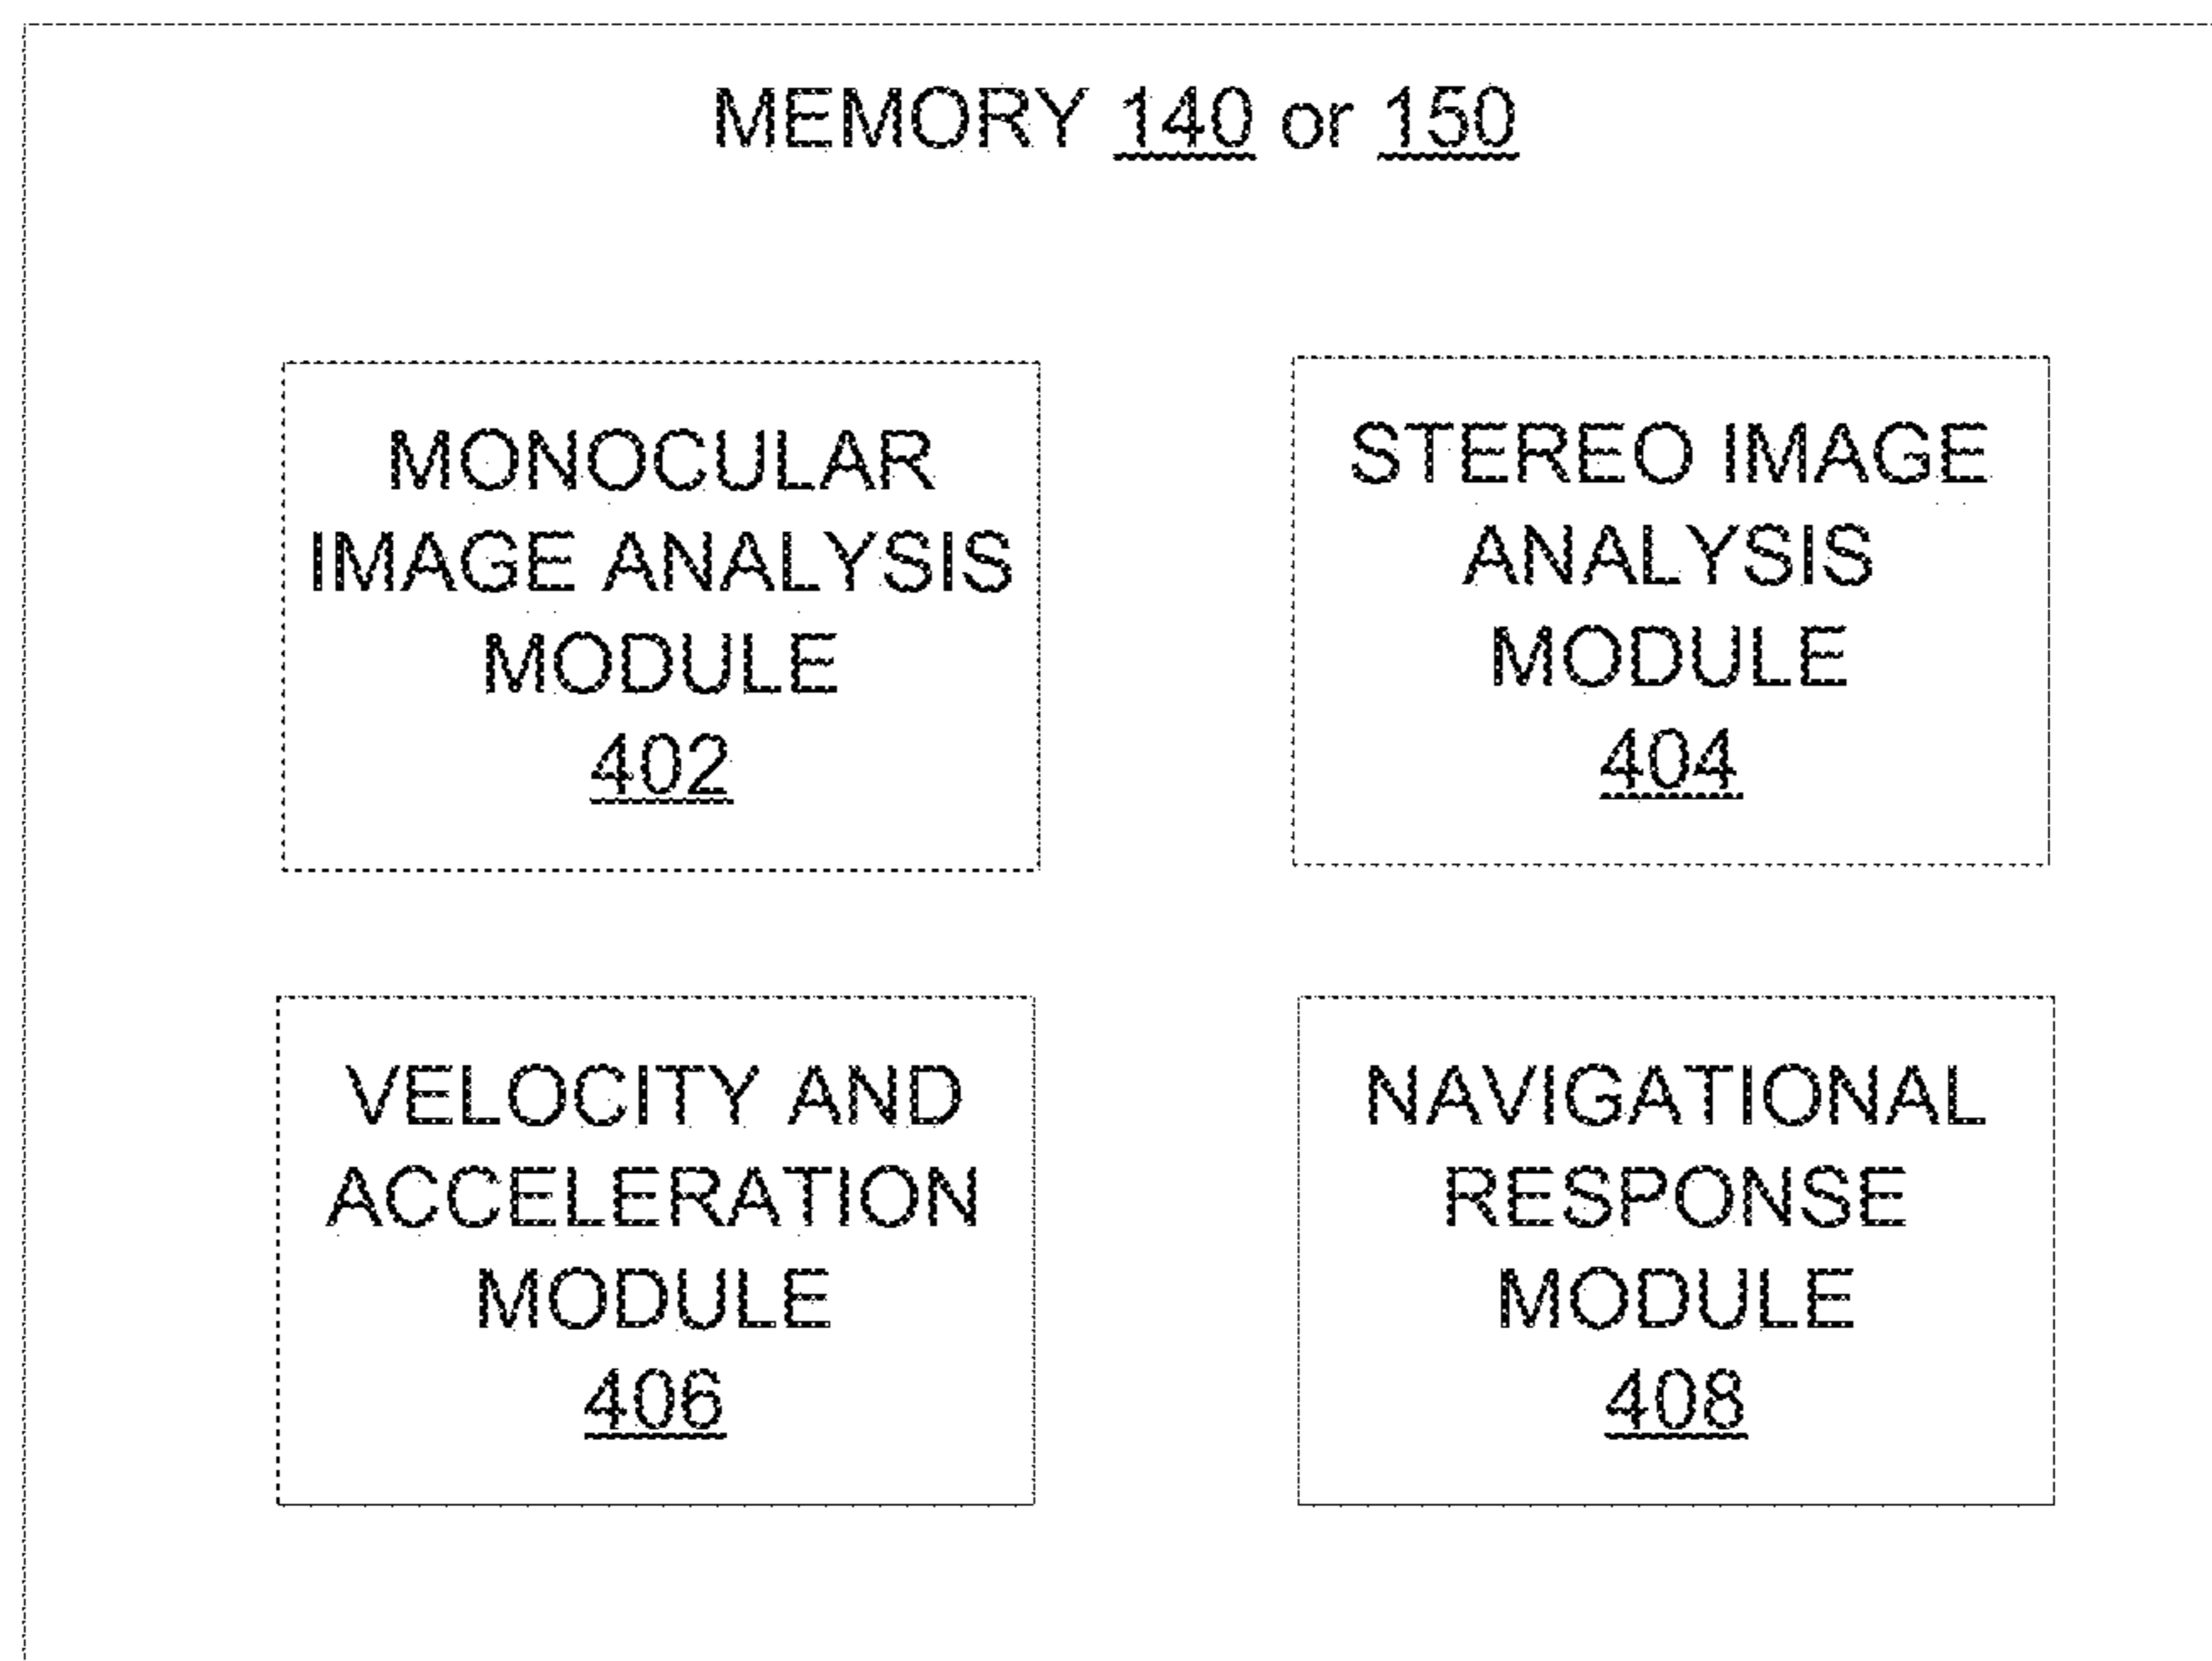 MEMORY 140 or 150
MONOCULAR
IMAGE ANALYSIS
MODULE
402
STEREO IMAGE
ANALYSIS
MODULE
404
VELOCITY AND
ACCELERATION
MODULE
406
NAVIGATIONAL
RESPONSE
MODULE
408